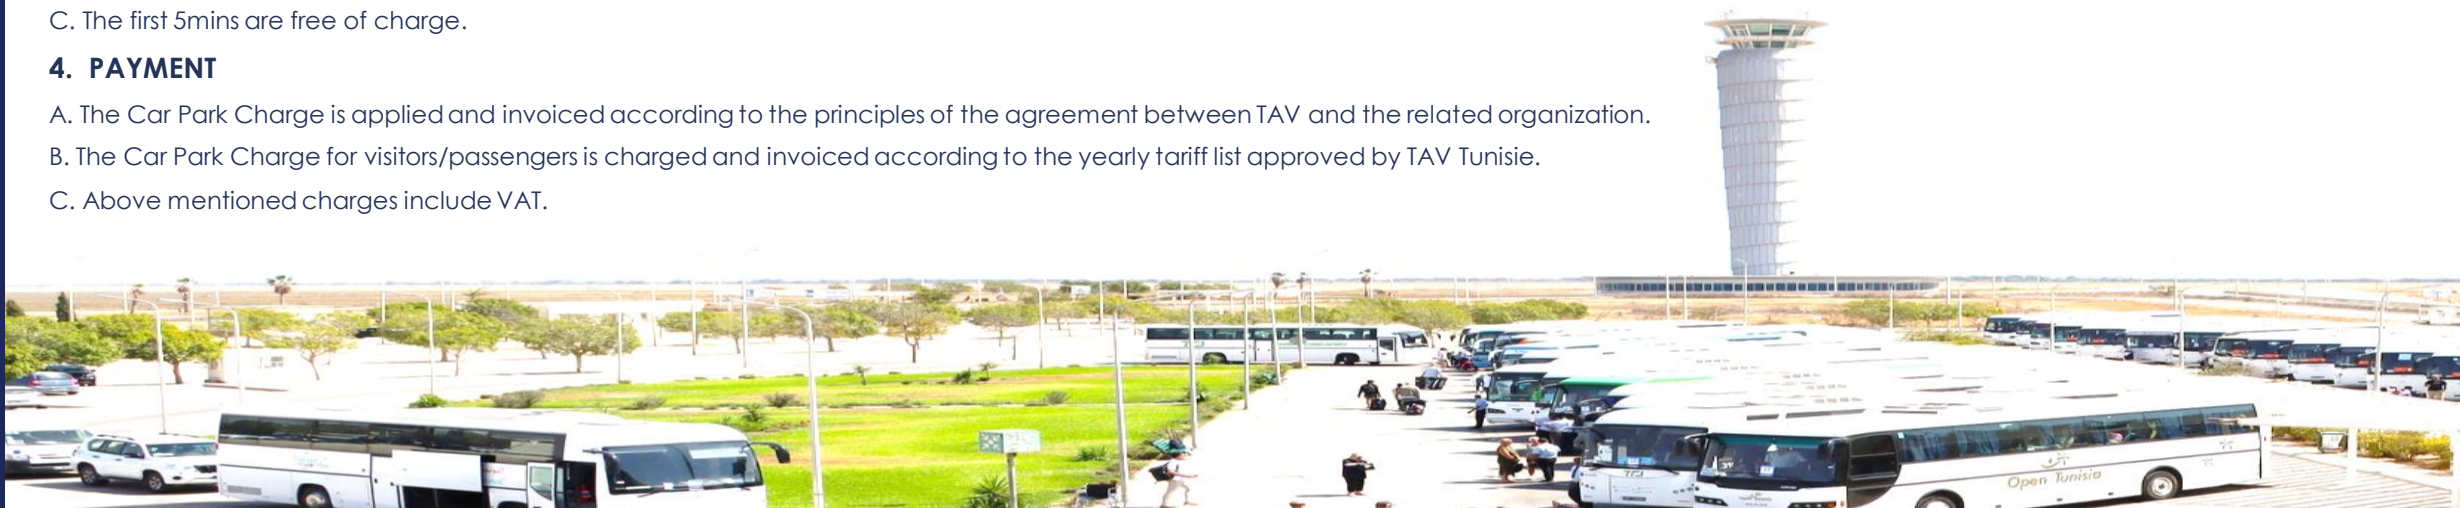 C. The first 5mins are free of charge.
4. PAYMENT
A. The Car Park Charge is applied and invoiced according to the principles of the agreement between TAV and the related organization.
B. The Car Park Charge for visitors/passengers is charged and invoiced according to the yearly tariff list approved by TAV Tunisie.
C. Above mentioned charges include VAT.
Open Tunisia